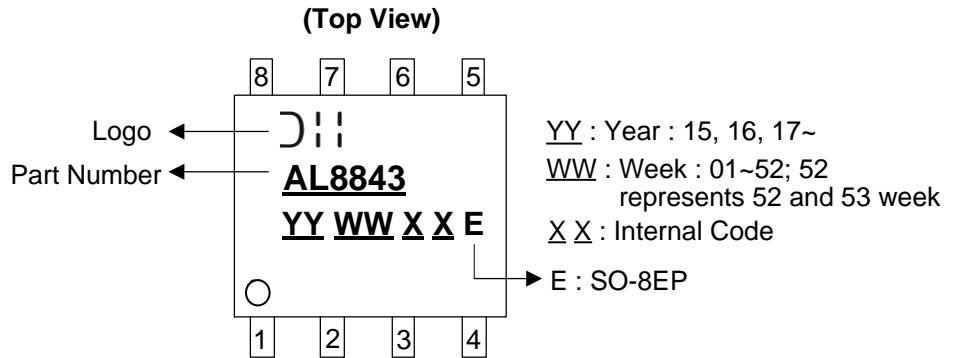 (Top View)
8 7 6 5
Logo
Part Number
AL8843
YY WW X X E
1 2 3 4
YY : Year : 15, 16, 17~
WW : Week : 01~52; 52
represents 52 and 53 week
X X : Internal Code
E : SO-8EP